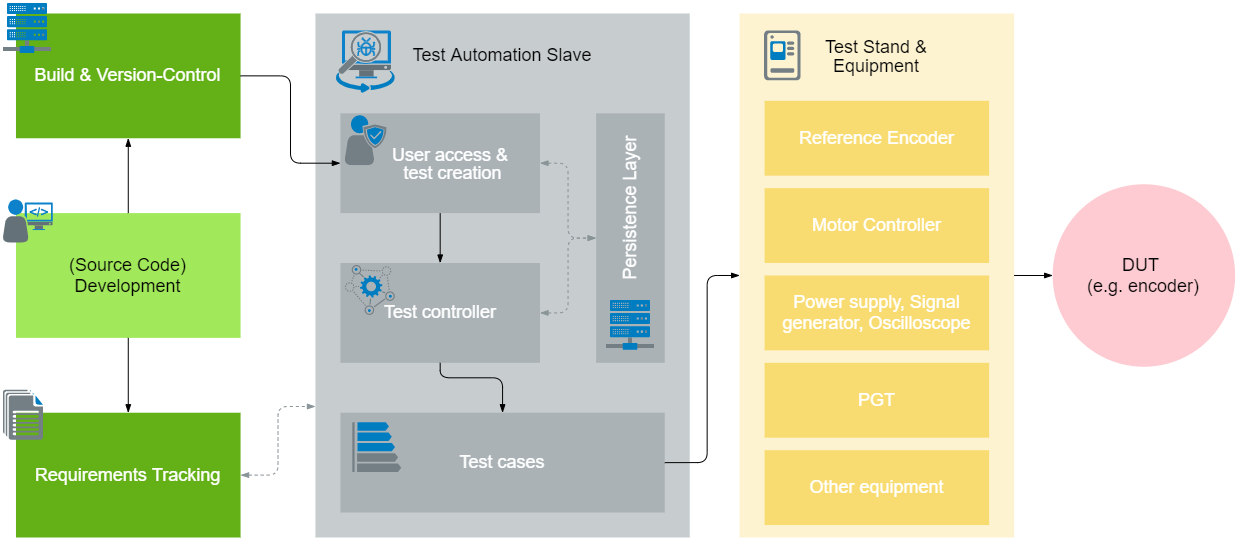 Build & Version-Control
(Source Code)
Development
Requirements Tracking
Test Automation Slave
User access &
test creation
Test controller
Persistence Layer
Test cases
Test Stand &
Equipment
Reference Encoder
Motor Controller
Power supply, Signal
generator, Oscilloscope
PGT
Other equipment
DUT
(e.g. encoder)